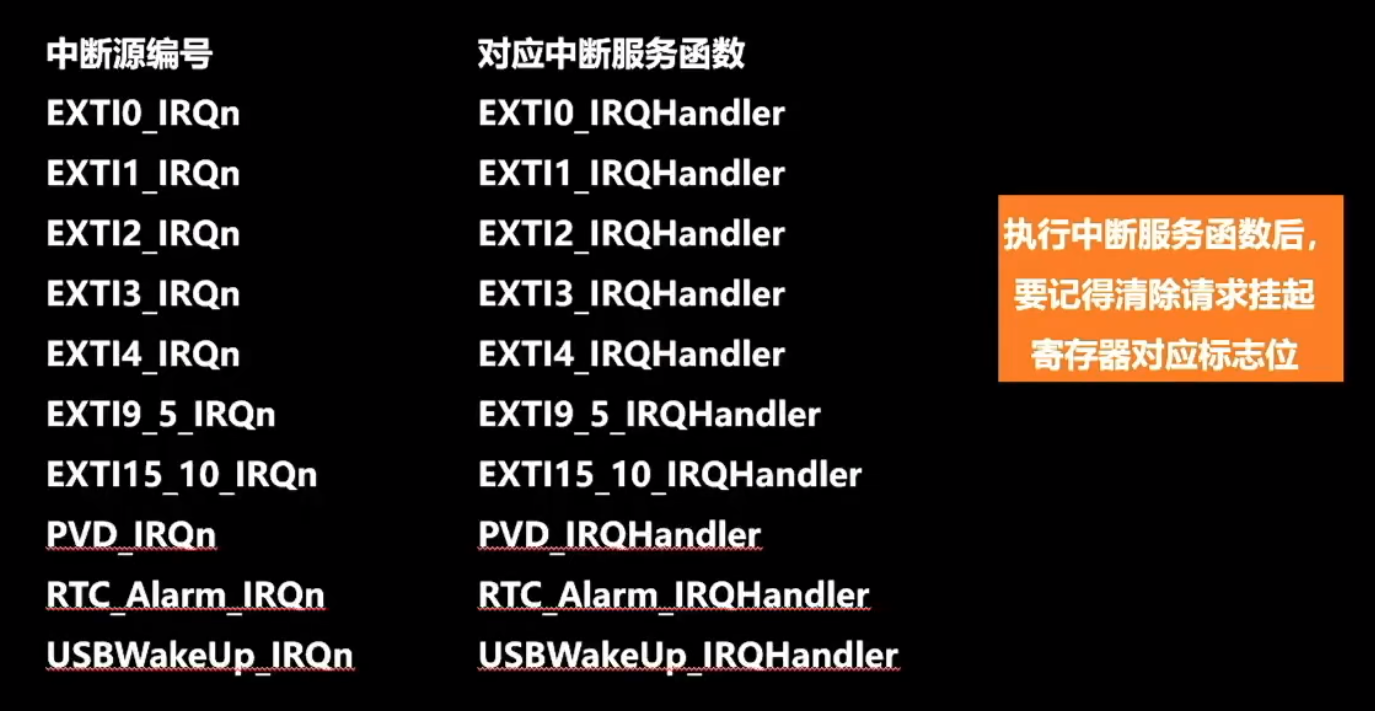 中断源编号 对应中断服务函数
EXTI0_IRQn EXTI0_IRQHandler
EXTI1_IRQn EXTI1_IRQHandler
EXTI2_IRQn EXTI2_IRQHandler
EXTI3_IRQn EXTI3_IRQHandler
EXTI4_IRQn EXTI4_IRQHandler
EXTI9_5_IRQn EXTI9_5_IRQHandler
EXTI15_10_IRQn EXTI15_10_IRQHandler
PVD_IRQn PVD_IRQHandler
RTC_Alarm_IRQn RTC_Alarm_IRQHandler
USBWakeUp_IRQn USBWakeUp_IRQHandler
执行中断服务函数后，
要记得清除请求挂起
寄存器对应标志位